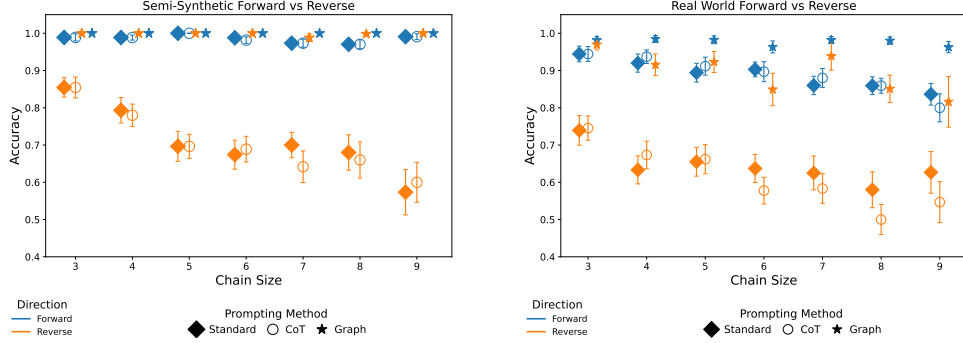 Semi-Synthetic Forward vs Reverse
1.0
0.9
0.8
0.7
0.6
0.5
0.4
Accuracy
3 4 5 6 7 8 9
Chain Size
Direction
Forward
Reverse
Prompting Method
Standard CoT Graph
Real World Forward vs Reverse
1.0
0.9
0.8
0.7
0.6
0.5
0.4
Accuracy
3 4 5 6 7 8 9
Chain Size
Direction
Forward
Reverse
Prompting Method
Standard CoT Graph